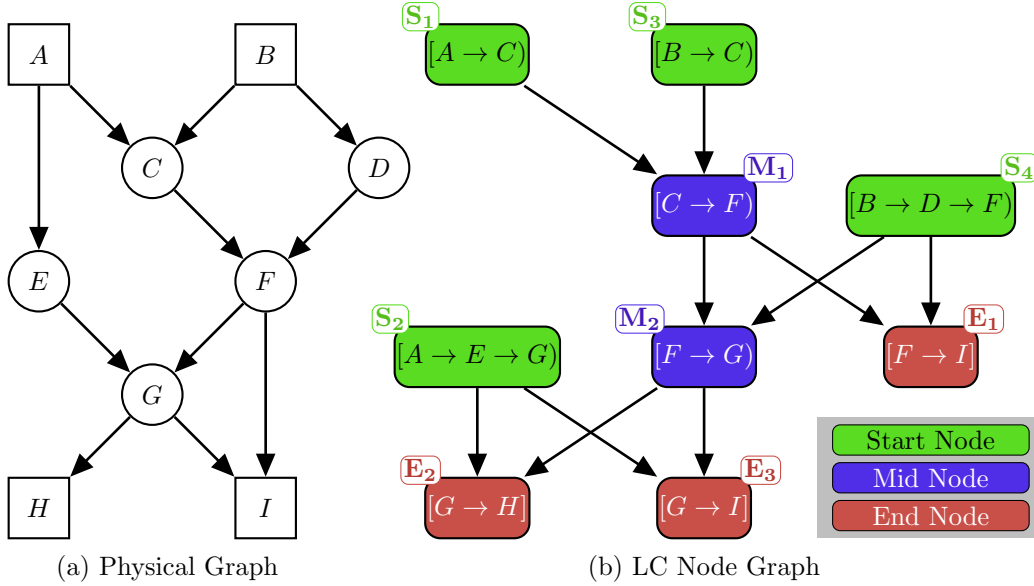 S₁
S₃
A
B
[A → C)
[B → C)
C
D
M₁
S₄
[C → F)
[B → D → F)
E
F
S₂
M₂
E₁
[A → E → G)
[F → G)
[F → I]
G
Start Node
E₂
E₃
Mid Node
H
I
[G → H]
[G → I]
End Node
(a) Physical Graph
(b) LC Node Graph